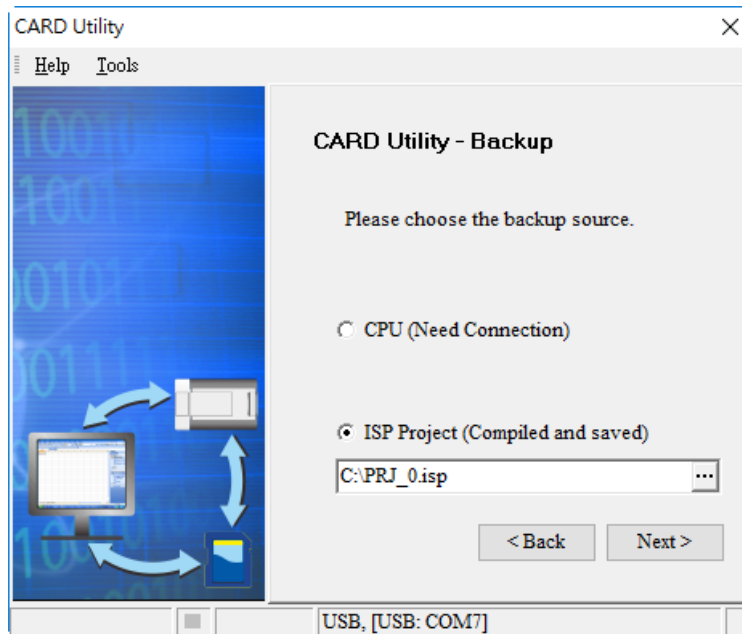 CARD Utility
Help Tools
CARD Utility - Backup
Please choose the backup source.
CPU (Need Connection)
ISP Project (Compiled and saved)
C:\PRJ_0.isp ...
< Back Next >
USB, [USB: COM7]